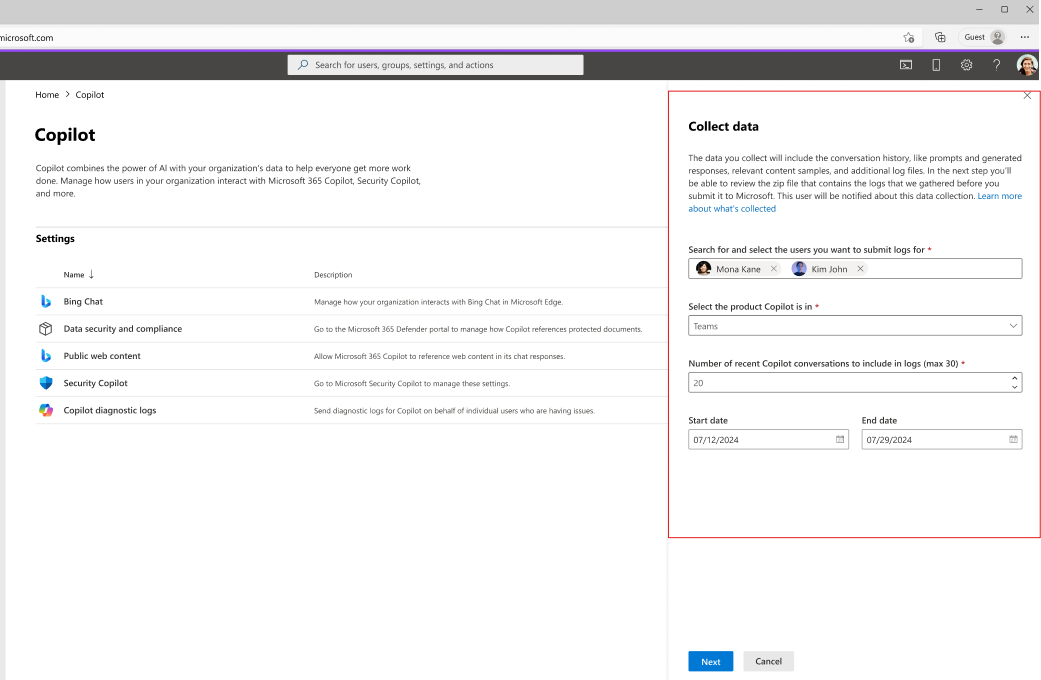 microsoft.com
Guest
Search for users, groups, settings, and actions
Home > Copilot
Copilot
Copilot combines the power of AI with your organization's data to help everyone get more work
done. Manage how users in your organization interact with Microsoft 365 Copilot, Security Copilot,
and more.
Settings
Name ↓ Description
Bing Chat Manage how your organization interacts with Bing Chat in Microsoft Edge.
Data security and compliance Go to the Microsoft 365 Defender portal to manage how Copilot references protected documents.
Public web content Allow Microsoft 365 Copilot to reference web content in its chat responses.
Security Copilot Go to Microsoft Security Copilot to manage these settings.
Copilot diagnostic logs Send diagnostic logs for Copilot on behalf of individual users who are having issues.
Collect data
The data you collect will include the conversation history, like prompts and generated
responses, relevant content samples, and additional log files. In the next step you'll
be able to review the zip file that contains the logs that we gathered before you
submit it to Microsoft. This user will be notified about this data collection. Learn more
about what's collected
Search for and select the users you want to submit logs for *
Mona Kane Kim John
Select the product Copilot is in *
Teams
Number of recent Copilot conversations to include in logs (max 30) *
20
Start date End date
07/12/2024 07/29/2024
Next Cancel